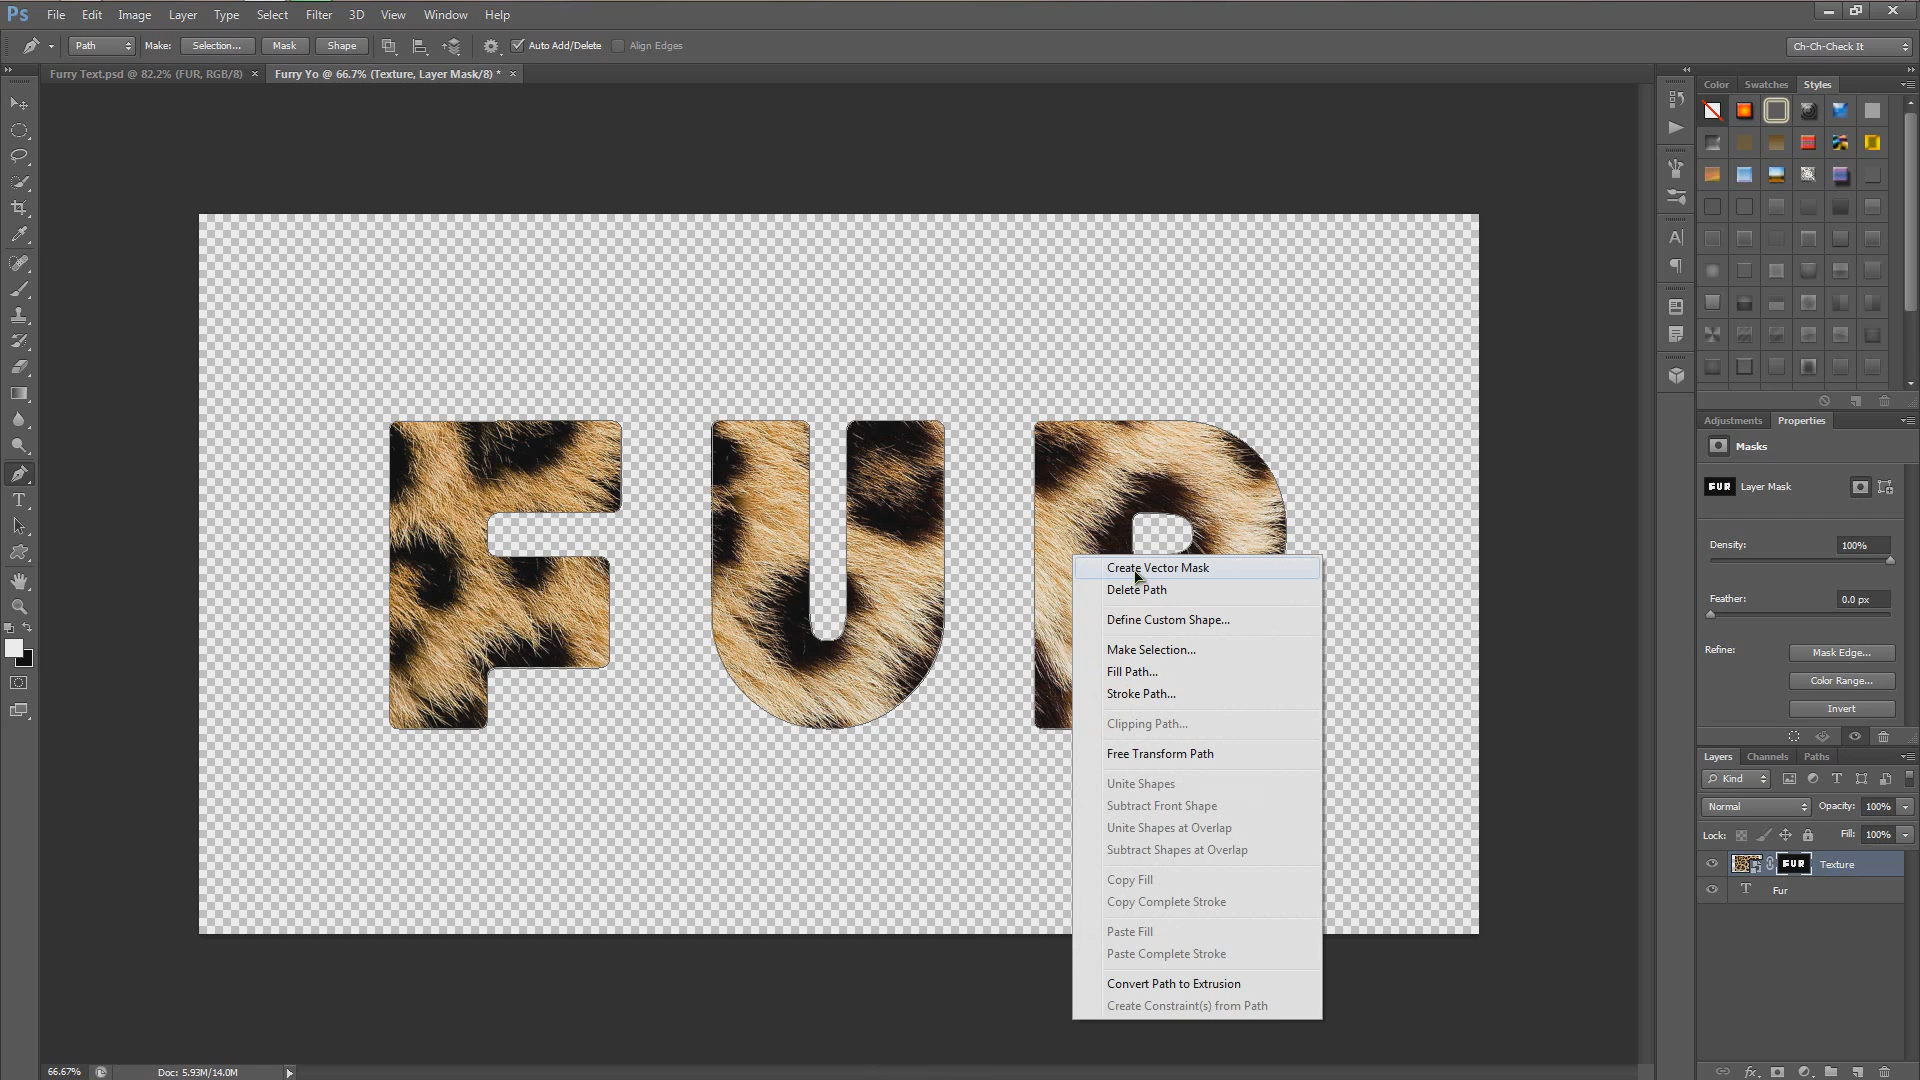 Ps File Edit Image Layer Type Select Filter 3D View Window Help
Path Make: Selection... Mask Shape Auto Add/Delete Align Edges Ch-Ch-Check It
Furry Text.psd @ 82.2% (FUR, RGB/8) × Furry Yo @ 66.7% (Texture, Layer Mask/8) * ×
Color Swatches Styles
FUR
Create Vector Mask
Delete Path
Define Custom Shape...
Make Selection...
Fill Path...
Stroke Path...
Clipping Path...
Free Transform Path
Unite Shapes
Subtract Front Shape
Unite Shapes at Overlap
Subtract Shapes at Overlap
Copy Fill
Copy Complete Stroke
Paste Fill
Paste Complete Stroke
Convert Path to Extrusion
Create Constraint(s) from Path
Adjustments Properties
Masks
FUR Layer Mask
Density: 100%
Feather: 0.0 px
Refine: Mask Edge...
Color Range...
Invert
Layers Channels Paths
Kind
Normal Opacity: 100%
Lock: Fill: 100%
FUR Texture
T Fur
66.67% Doc: 5.93M/14.0M
fx